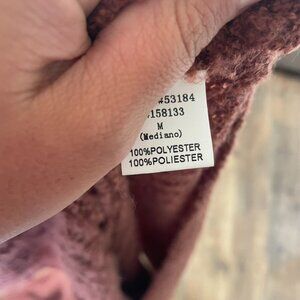 #53184
158133
M
(Mediano)
100%POLYESTER
100%POLIESTER